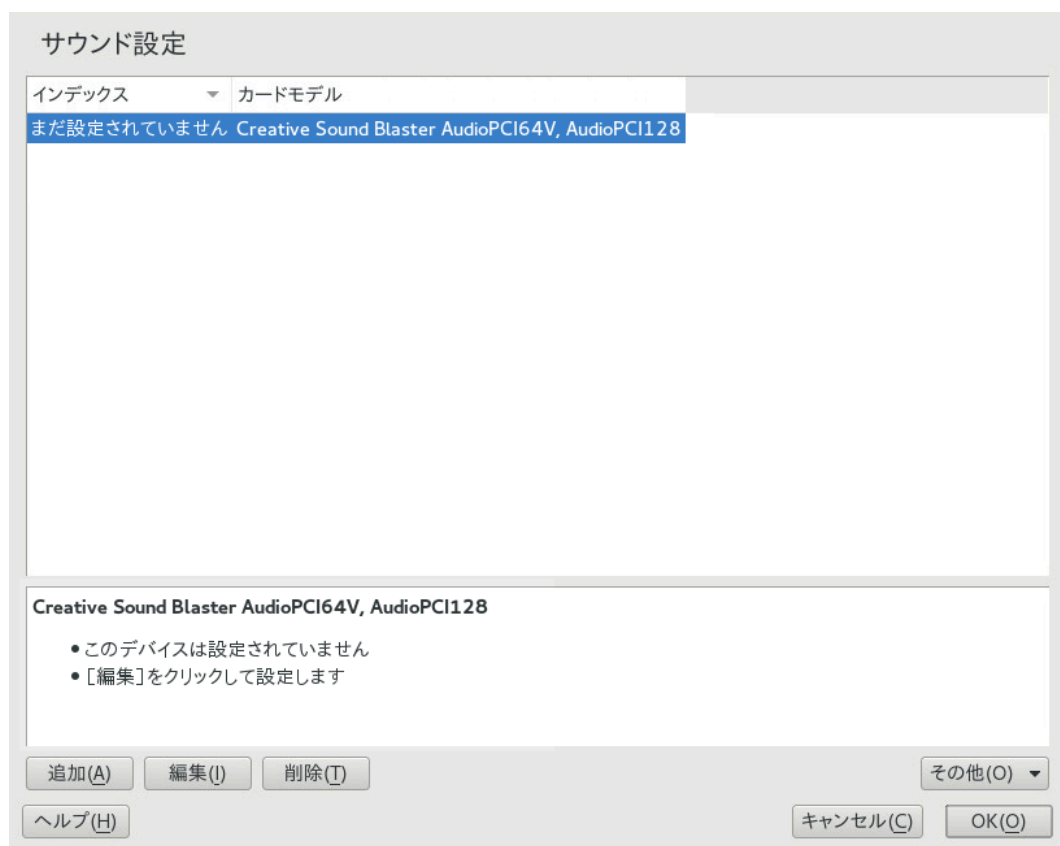 サウンド設定
インデックス カードモデル
まだ設定されていません Creative Sound Blaster AudioPCI64V, AudioPCI128
Creative Sound Blaster AudioPCI64V, AudioPCI128
•このデバイスは設定されていません
•[編集]をクリックして設定します
追加(A) 編集(I) 削除(T) その他(O)
ヘルプ(H) キャンセル(C) OK(O)